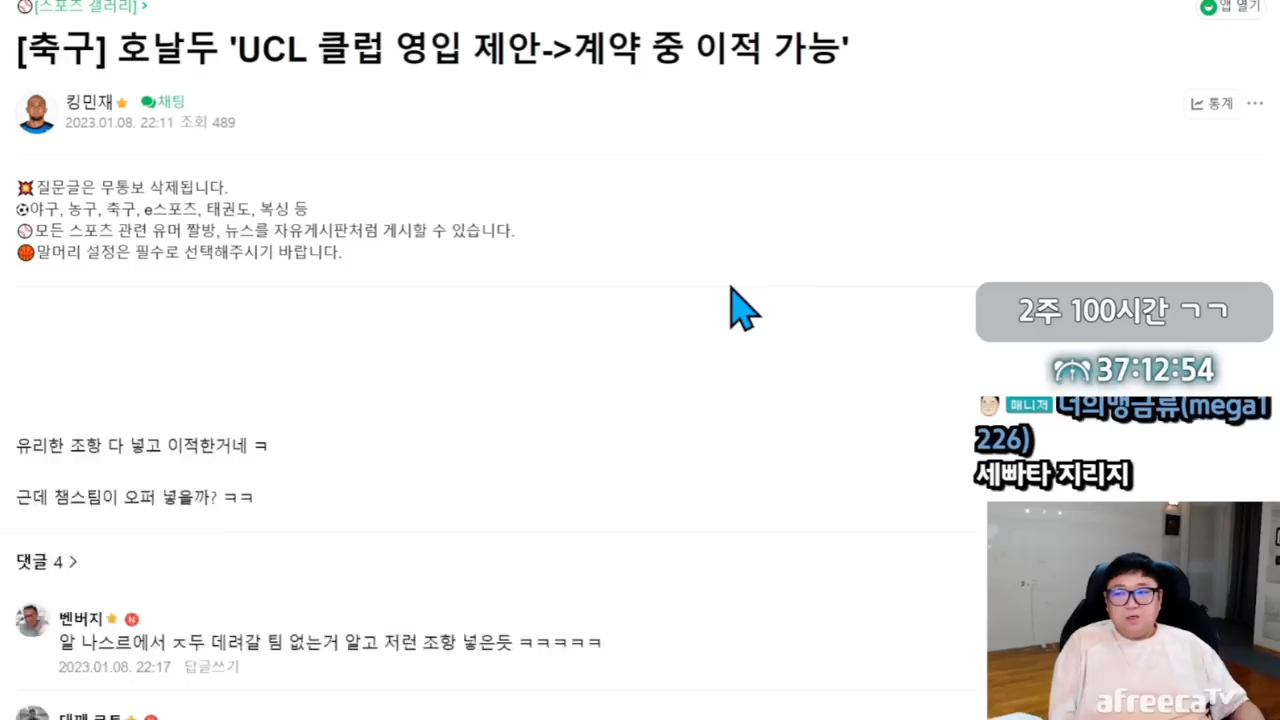 [스포츠 갤러리] >
앱 열기
[축구] 호날두 'UCL 클럽 영입 제안->계약 중 이적 가능'
킹민재 채팅
2023.01.08. 22:11 조회 489
통계
질문글은 무통보 삭제됩니다.
야구, 농구, 축구, e스포츠, 태권도, 복싱 등
모든 스포츠 관련 유머 짤방, 뉴스를 자유게시판처럼 게시할 수 있습니다.
말머리 설정은 필수로 선택해주시기 바랍니다.
2주 100시간 ㄱㄱ
37:12:54
매니저 너의맹금류(mega1
226)
세빠타 지리지
유리한 조항 다 넣고 이적한거네 ㅋ
근데 챔스팀이 오퍼 넣을까? ㅋㅋ
댓글 4 >
벤버지 N
알 나스르에서 ㅈ두 데려갈 팀 없는거 알고 저런 조항 넣은듯 ㅋㅋㅋㅋㅋ
2023.01.08. 22:17 답글쓰기
afreecaTV